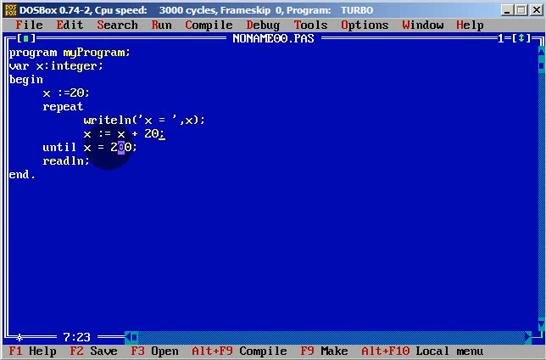 DOSBox 0.74-2, Cpu speed: 3000 cycles, Frameskip 0, Program: TURBO
File Edit Search Run Compile Debug Tools Options Window Help
NONAME00.PAS 1=[↕]
program myProgram;
var x:integer;
begin
x :=20;
repeat
writeln('x = ',x);
x := x + 20;
until x = 200;
readln;
end.
7:23
F1 Help F2 Save F3 Open Alt+F9 Compile F9 Make Alt+F10 Local menu